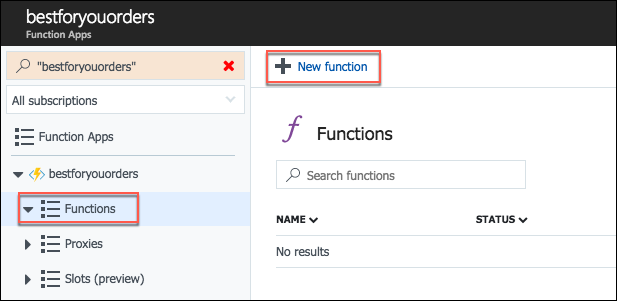 bestforyouorders
Function Apps
"bestforyouorders"
All subscriptions
Function Apps
bestforyouorders
Functions
Proxies
Slots (preview)
New function
Functions
Search functions
NAME STATUS
No results